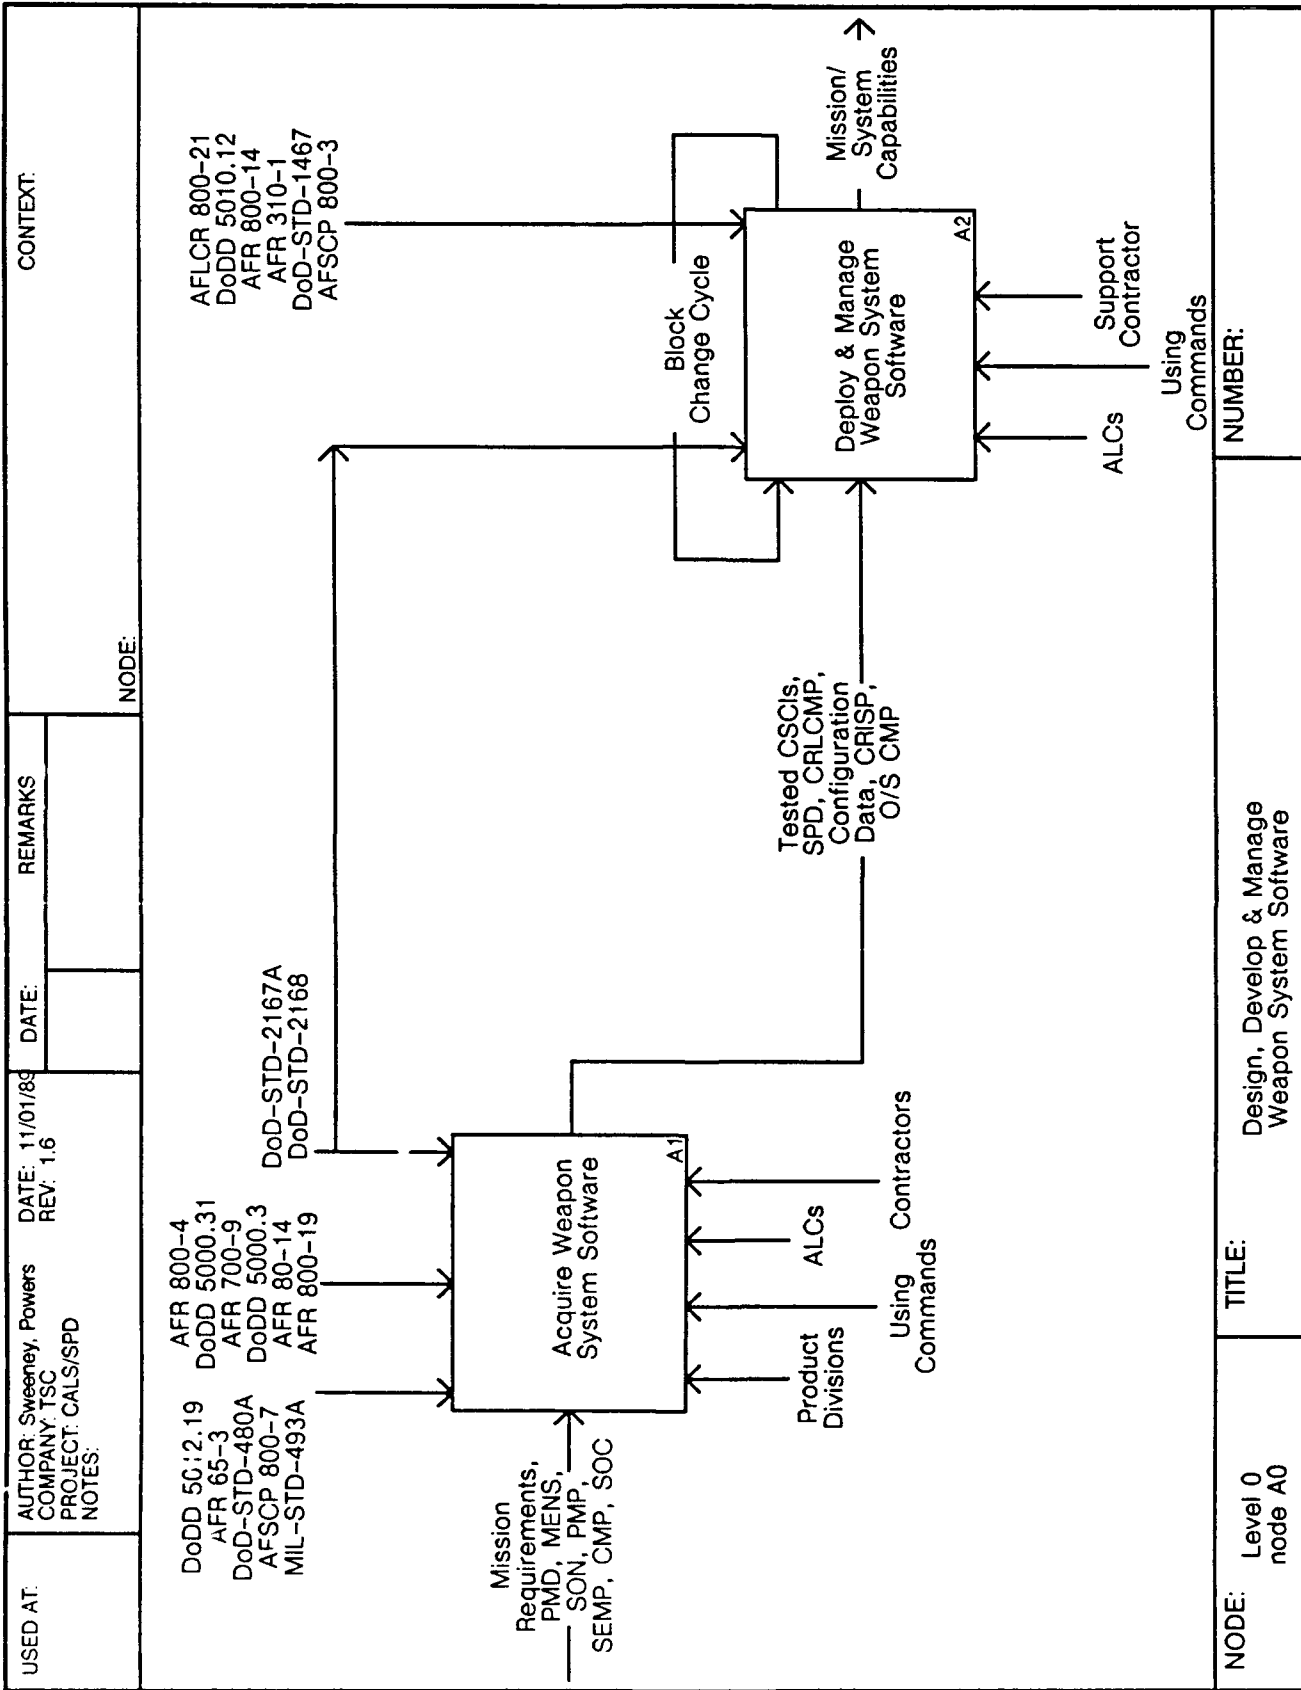 USED AT:
AUTHOR: Sweeney, Powers
COMPANY: TSC
PROJECT: CALS/SPD
NOTES:
DATE: 11/01/89
REV: 1.6
DATE:
REMARKS
NODE:
CONTEXT:
DoDD 5012.19
AFR 65-3
DoD-STD-480A
AFSCP 800-7
MIL-STD-493A
AFR 800-4
DoDD 5000.31
AFR 700-9
DoDD 5000.3
AFR 80-14
AFR 800-19
DoD-STD-2167A
DoD-STD-2168
AFLCR 800-21
DoDD 5010.12
AFR 800-14
AFR 310-1
DoD-STD-1467
AFSCP 800-3
Mission
Requirements,
PMD, MENS,
SON, PMP,
SEMP, CMP, SOC
Acquire Weapon
System Software
A1
Product
Divisions
Using
Commands
ALCs
Contractors
Tested CSCIs,
SPD, CRLCMP,
Configuration
Data, CRISP,
O/S CMP
Block
Change Cycle
Deploy & Manage
Weapon System
Software
A2
Mission/
System
Capabilities
ALCs
Using
Commands
Support
Contractor
NODE:
Level 0
node A0
TITLE:
Design, Develop & Manage
Weapon System Software
NUMBER: